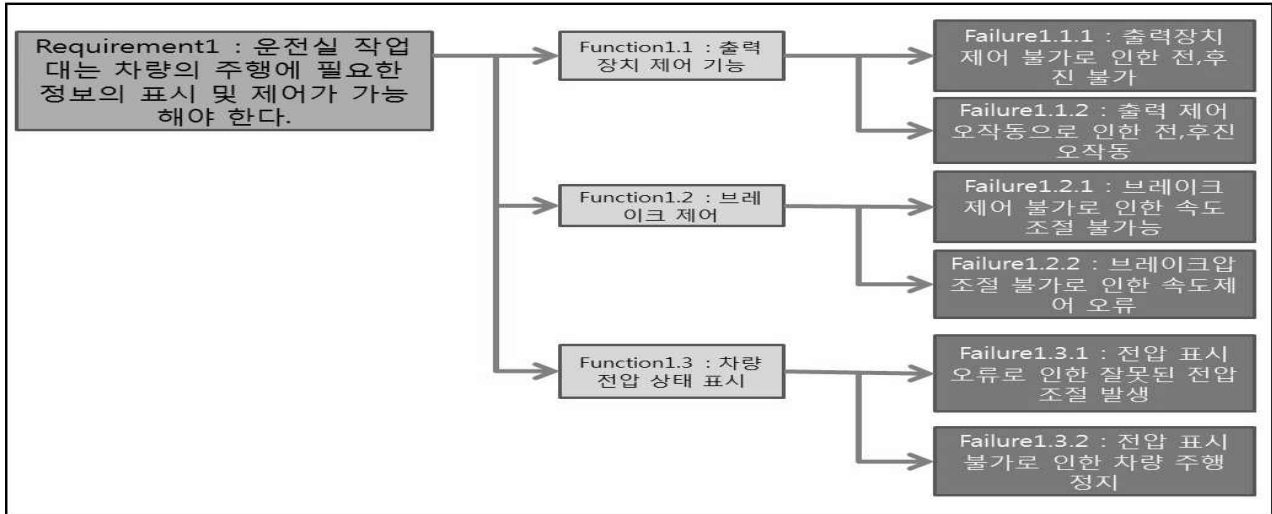 Requirement1 : 운전실 작업
대는 차량의 주행에 필요한
정보의 표시 및 제어가 가능
해야 한다.
Function1.1 : 출력
장치 제어 기능
Failure1.1.1 : 출력장치
제어 불가로 인한 전,후
진 불가
Failure1.1.2 : 출력 제어
오작동으로 인한 전,후진
오작동
Function1.2 : 브레
이크 제어
Failure1.2.1 : 브레이크
제어 불가로 인한 속도
조절 불가능
Failure1.2.2 : 브레이크압
조절 불가로 인한 속도제
어 오류
Function1.3 : 차량
전압 상태 표시
Failure1.3.1 : 전압 표시
오류로 인한 잘못된 전압
조절 발생
Failure1.3.2 : 전압 표시
불가로 인한 차량 주행
정지